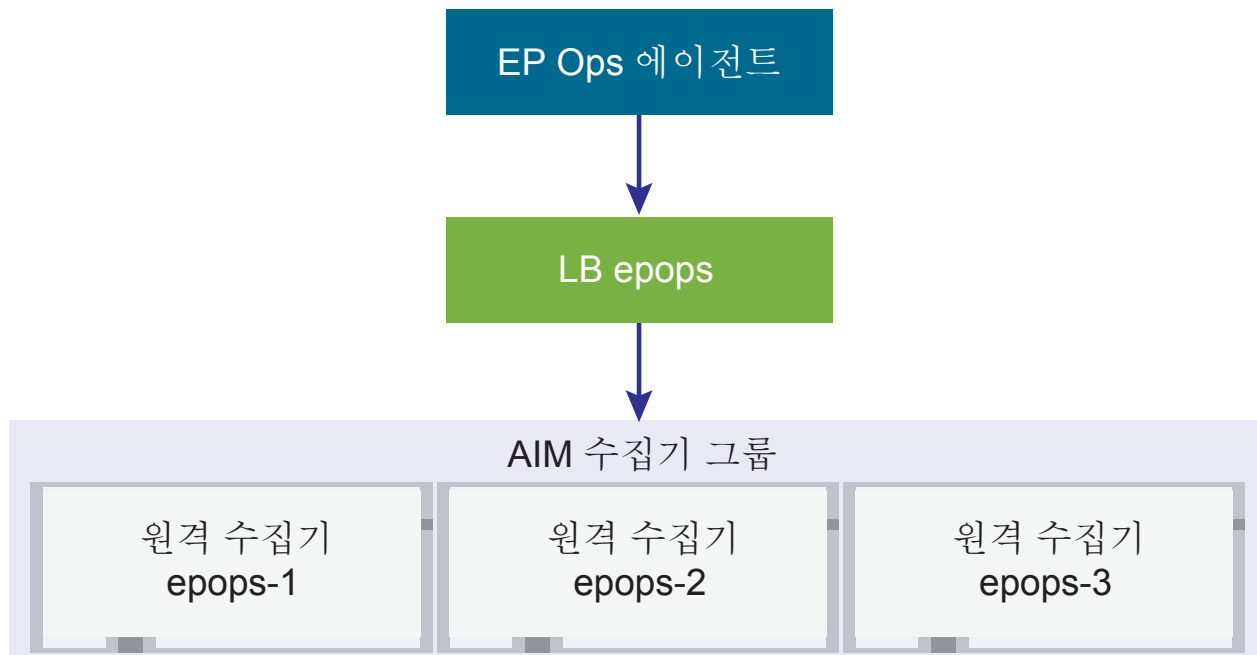 EP Ops 에이전트
LB epops
AIM 수집기 그룹
원격 수집기
epops-1
원격 수집기
epops-2
원격 수집기
epops-3